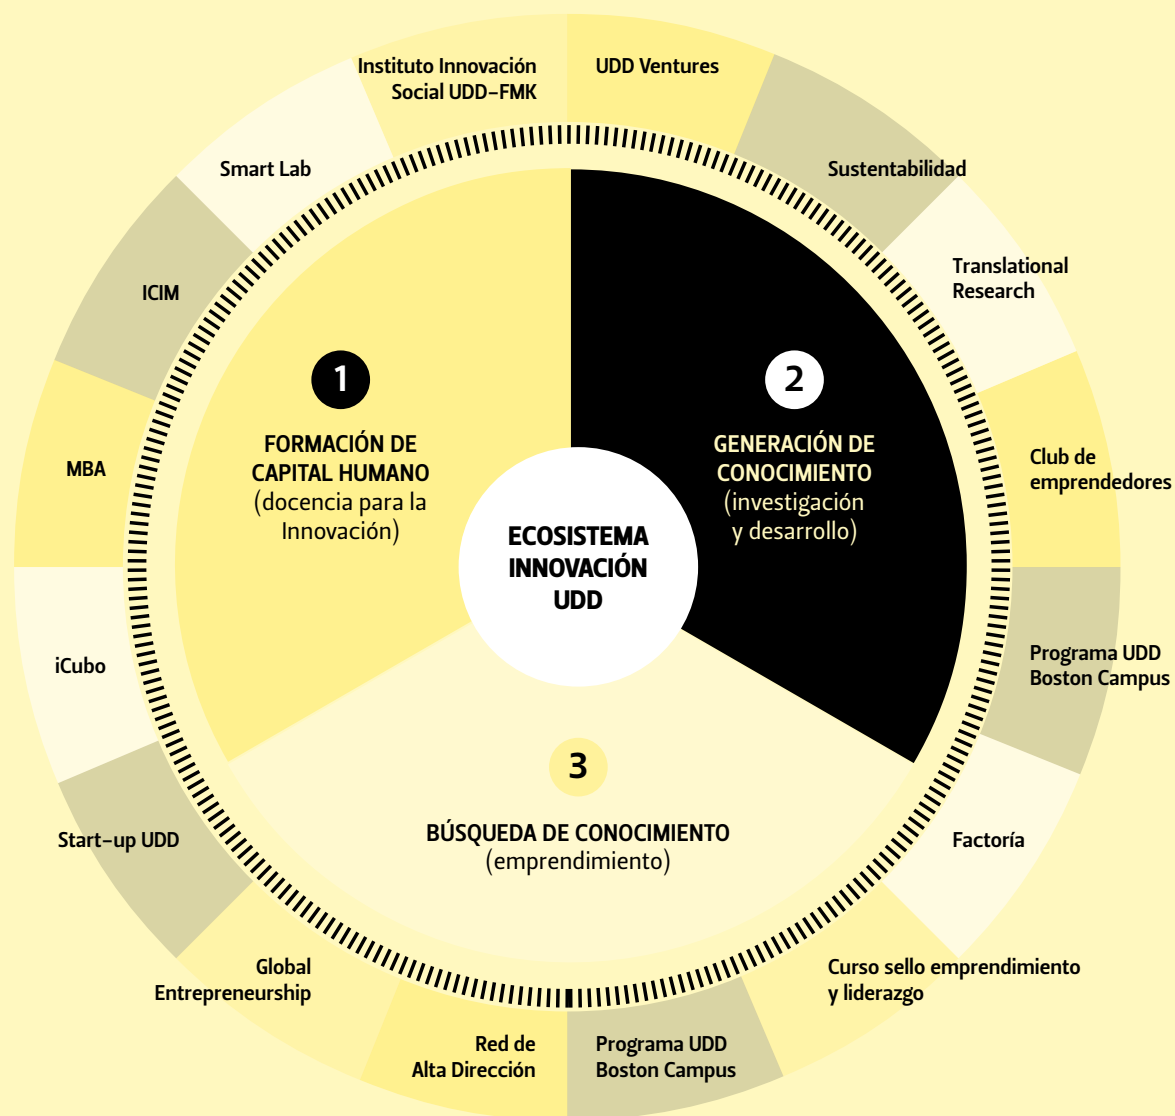 Instituto Innovación
Social UDD–FMK
UDD Ventures
Sustentabilidad
Translational
Research
Club de
emprendedores
Programa UDD
Boston Campus
Factoría
Curso sello emprendimiento
y liderazgo
Programa UDD
Boston Campus
Red de
Alta Dirección
Global
Entrepreneurship
Start–up UDD
iCubo
MBA
ICIM
Smart Lab
1
FORMACIÓN DE
CAPITAL HUMANO
(docencia para la
Innovación)
2
GENERACIÓN DE
CONOCIMIENTO
(investigación
y desarrollo)
ECOSISTEMA
INNOVACIÓN
UDD
3
BÚSQUEDA DE CONOCIMIENTO
(emprendimiento)